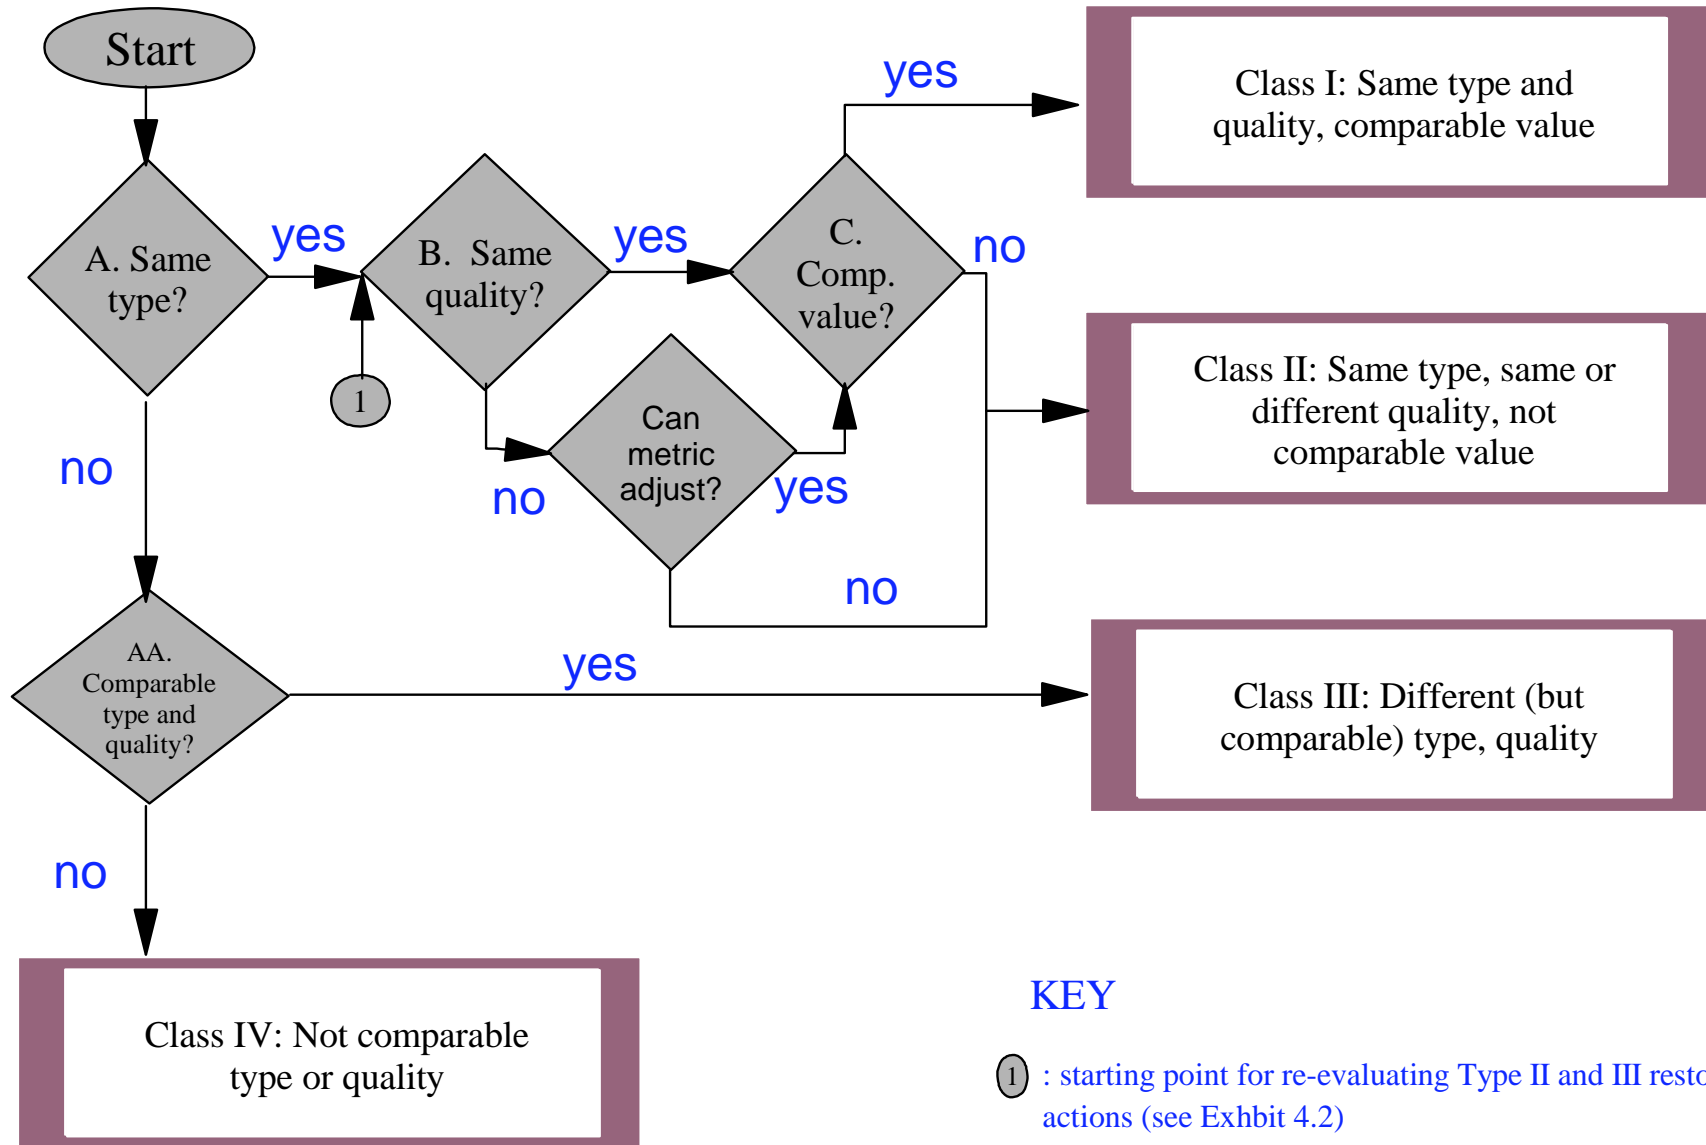 Start
yes
Class I: Same type and
quality, comparable value
A. Same
type?
yes
B.  Same
quality?
yes
C.
Comp.
value?
no
1
Can
metric
adjust?
no
yes
no
Class II: Same type, same or
different quality, not
comparable value
no
AA.
Comparable
type and
quality?
yes
Class III: Different (but
comparable) type, quality
no
Class IV: Not comparable
type or quality
KEY
1 : starting point for re-evaluating Type II and III resto
actions (see Exhbit 4.2)